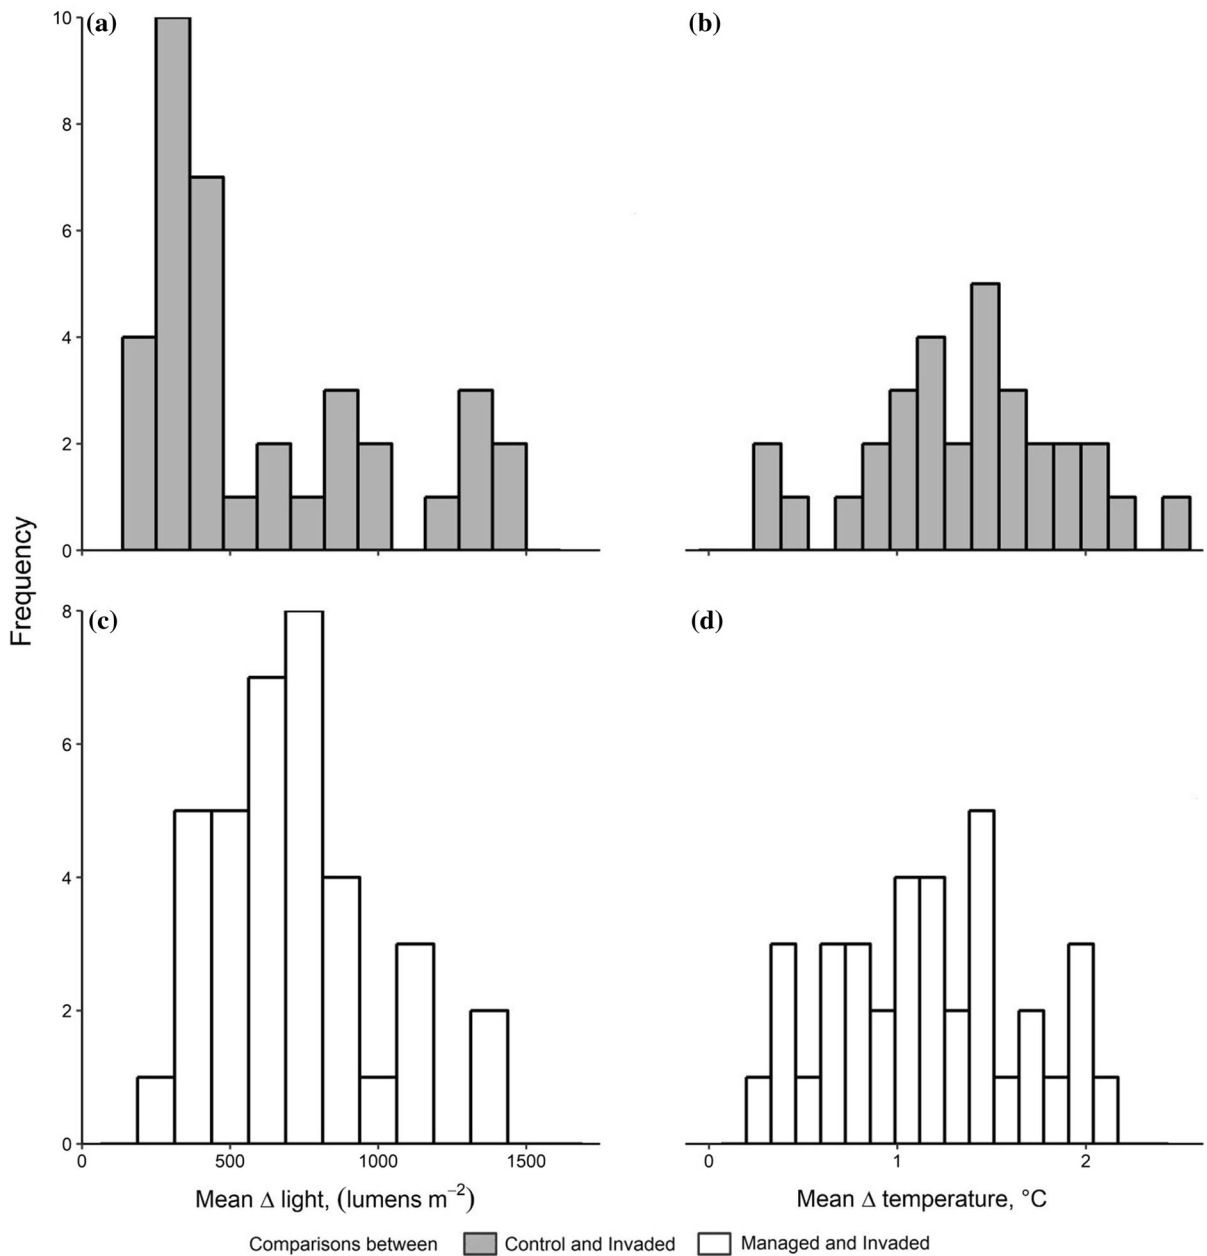 (a)
(b)
10
8
6
4
2
0
Frequency
(c)
(d)
8
6
4
2
0
0 500 1000 1500
0 1 2
Mean Δ light, (lumens m⁻²)
Mean Δ temperature, °C
Comparisons between Control and Invaded Managed and Invaded